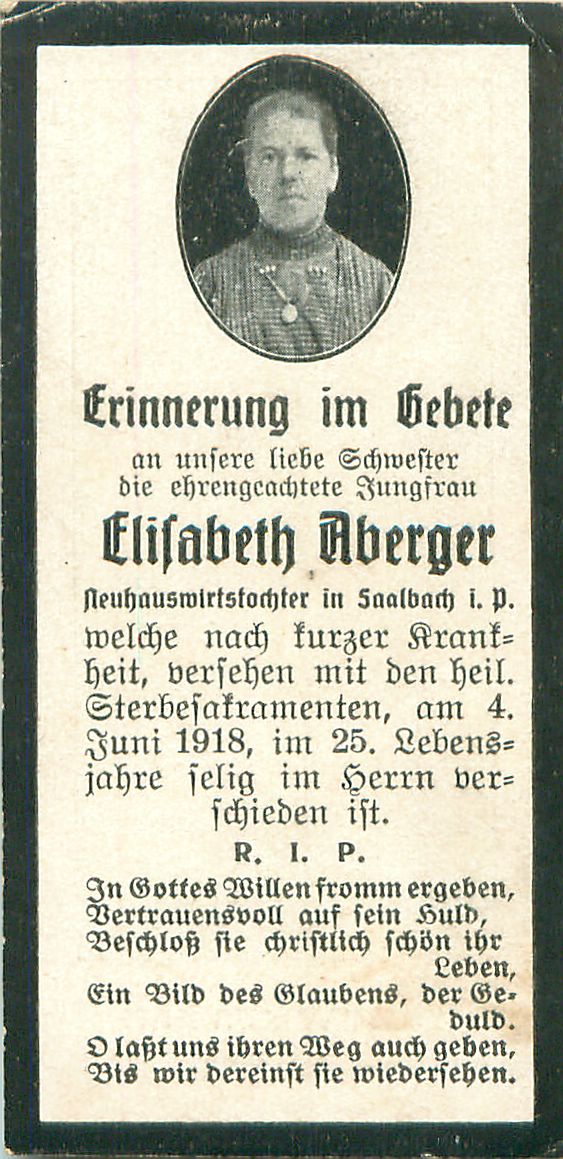 Erinnerung im Gebete
an unsere liebe Schwester
die ehrengeachtete Jungfrau
Elisabeth Aberger
Neuhauswirtstochter in Saalbach i. P.
welche nach kurzer Krank=
heit, versehen mit den heil.
Sterbesakramenten, am 4.
Juni 1918, im 25. Lebens=
jahre selig im Herrn ver=
schieden ist.
R. I. P.
In Gottes Willen fromm ergeben,
Vertrauensvoll auf sein Huld,
Beschloß sie christlich schön ihr
Leben,
Ein Bild des Glaubens, der Ge=
duld.
O laßt uns ihren Weg auch geben,
Bis wir dereinst sie wiedersehen.